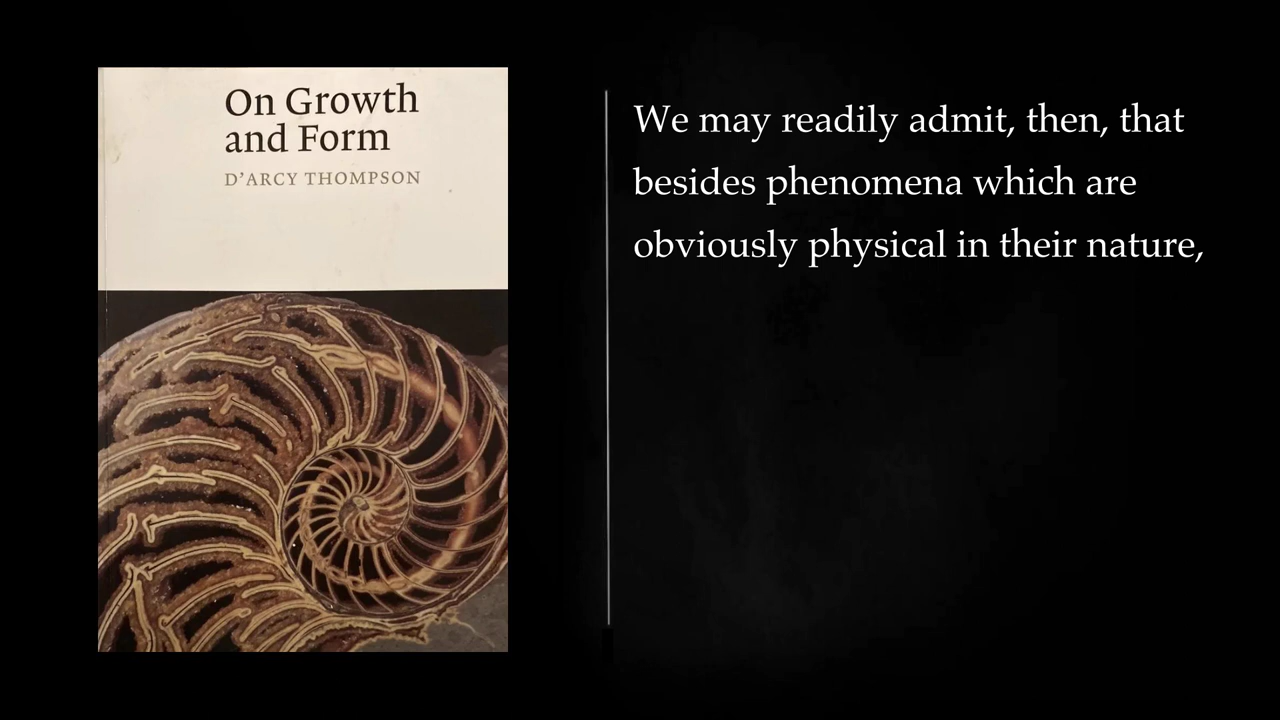 On Growth
and Form
D'ARCY THOMPSON
We may readily admit, then, that
besides phenomena which are
obviously physical in their nature,